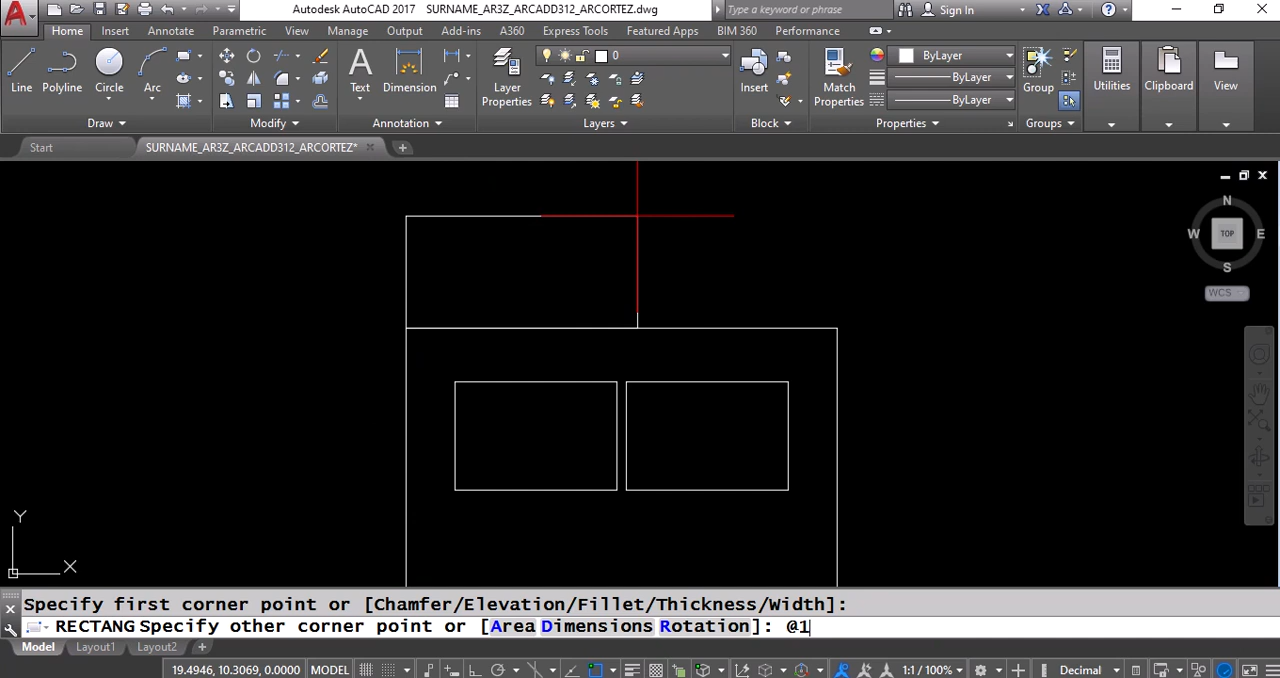 Autodesk AutoCAD 2017 SURNAME_AR3Z_ARCADD312_ARCORTEZ.dwg
Type a keyword or phrase
Sign In
Home Insert Annotate Parametric View Manage Output Add-ins A360 Express Tools Featured Apps BIM 360 Performance
0
ByLayer
ByLayer
ByLayer
Line Polyline Circle Arc Text Dimension Layer Properties Insert Match Properties Group Utilities Clipboard View
Draw Modify Annotation Layers Block Properties Groups
Start SURNAME_AR3Z_ARCADD312_ARCORTEZ*
N
W TOP E
S
WCS
Y
X
Specify first corner point or [Chamfer/Elevation/Fillet/Thickness/Width]:
RECTANG Specify other corner point or [Area Dimensions Rotation]: @1
Model Layout1 Layout2
19.4946, 10.3069, 0.0000 MODEL 1:1 / 100% Decimal